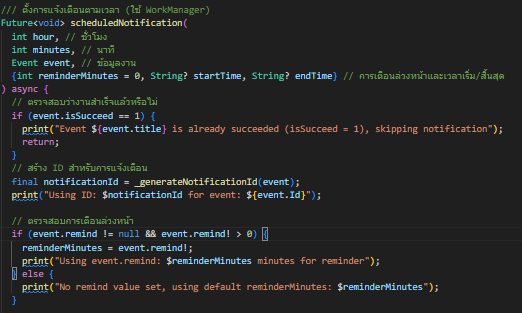 /// ตั้งการแจ้งเตือนตามเวลา (ใช้ WorkManager)
Future<void> scheduledNotification(
int hour, // ชั่วโมง
int minutes, // นาที
Event event, // ข้อมูลงาน
{int reminderMinutes = 0, String? startTime, String? endTime} // การเตือนล่วงหน้าและเวลาเริ่ม/สิ้นสุด
) async {
// ตรวจสอบว่างานสำเร็จแล้วหรือไม่
if (event.isSucceed == 1) {
print("Event ${event.title} is already succeeded (isSucceed = 1), skipping notification");
return;
}
// สร้าง ID สำหรับการแจ้งเตือน
final notificationId = _generateNotificationId(event);
print("Using ID: $notificationId for event: ${event.Id}");
// ตรวจสอบการเตือนล่วงหน้า
if (event.remind != null && event.remind! > 0) {
reminderMinutes = event.remind!;
print("Using event.remind: $reminderMinutes minutes for reminder");
} else {
print("No remind value set, using default reminderMinutes: $reminderMinutes");
}